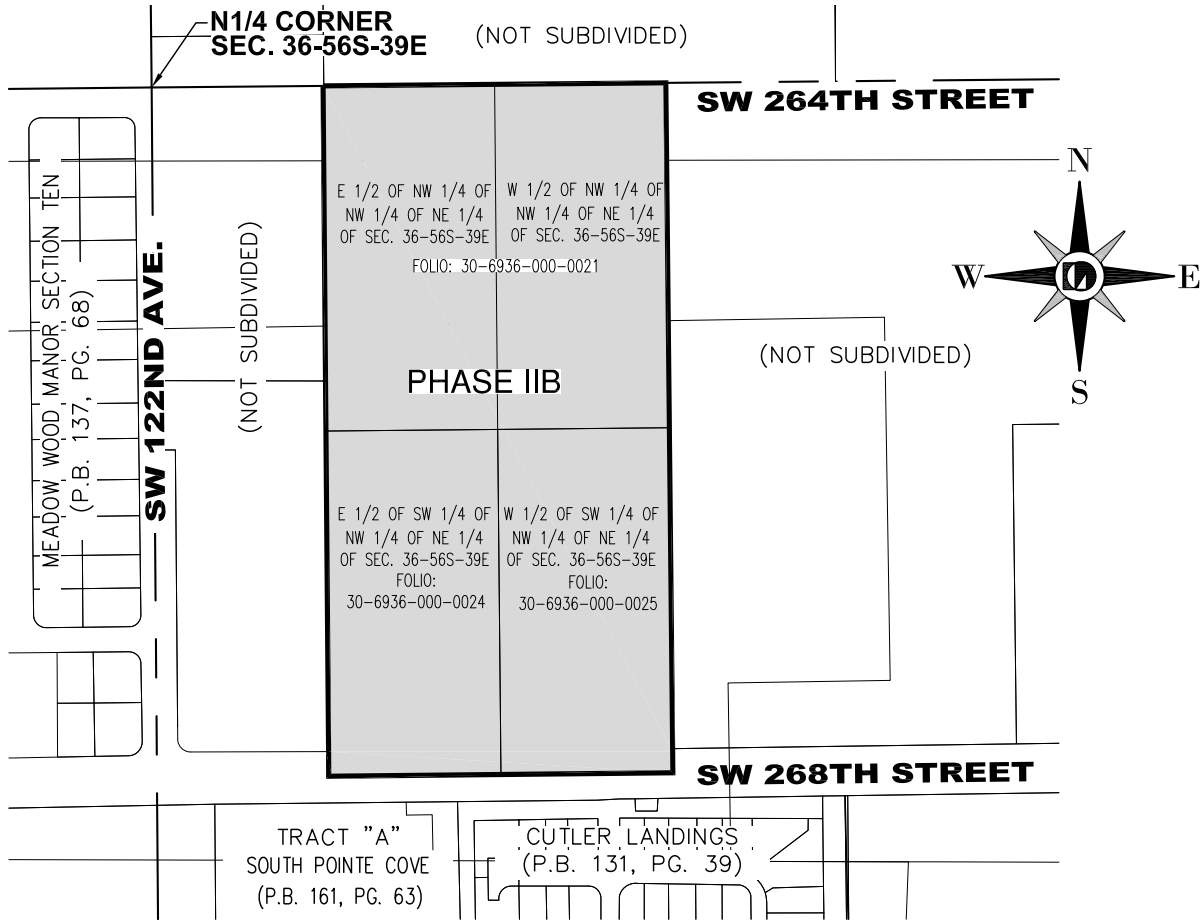 N1/4 CORNER
SEC. 36-56S-39E
(NOT SUBDIVIDED)
SW 264TH STREET
MEADOW WOOD MANOR SECTION TEN
(P.B. 137, PG. 68)
SW 122ND AVE.
(NOT SUBDIVIDED)
E 1/2 OF NW 1/4 OF
NW 1/4 OF NE 1/4
OF SEC. 36-56S-39E
W 1/2 OF NW 1/4 OF
NW 1/4 OF NE 1/4
OF SEC. 36-56S-39E
FOLIO: 30-6936-000-0021
PHASE IIB
E 1/2 OF SW 1/4 OF
NW 1/4 OF NE 1/4
OF SEC. 36-56S-39E
FOLIO:
30-6936-000-0024
W 1/2 OF SW 1/4 OF
NW 1/4 OF NE 1/4
OF SEC. 36-56S-39E
FOLIO:
30-6936-000-0025
(NOT SUBDIVIDED)
N
W
E
S
SW 268TH STREET
TRACT "A"
SOUTH POINTE COVE
(P.B. 161, PG. 63)
CUTLER LANDINGS
(P.B. 131, PG. 39)